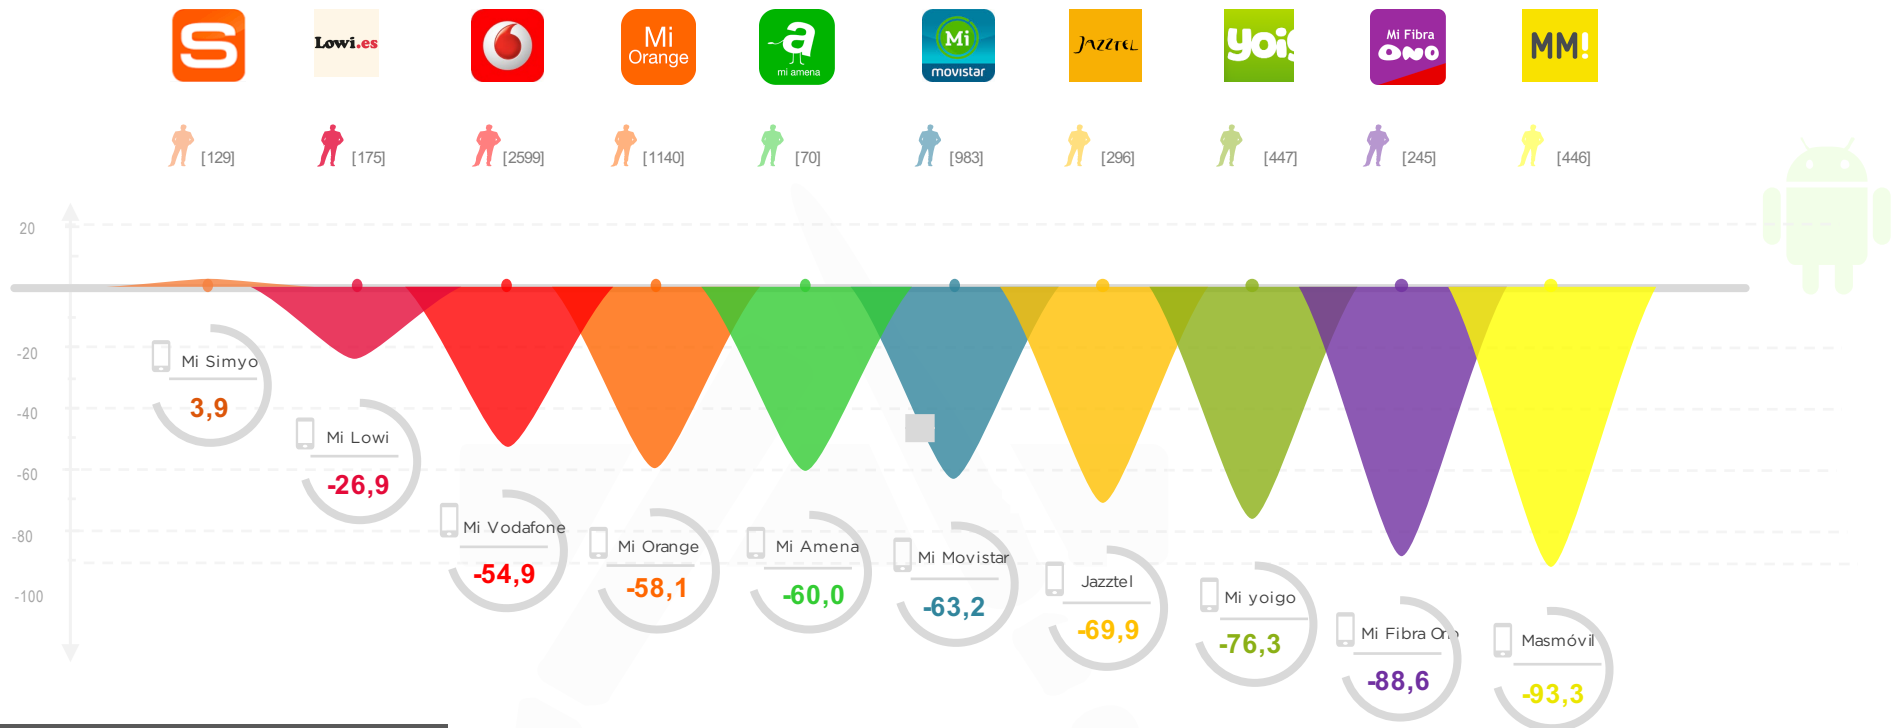 S
Lowi.es
Mi
Orange
a
mi amena
Mi
movistar
Jazztel
yoig
Mi Fibra
ONO
MM!
[129]
[175]
[2599]
[1140]
[70]
[983]
[296]
[447]
[245]
[446]
20
-20
-40
-60
-80
-100
Mi Simyo
3,9
Mi Lowi
-26,9
Mi Vodafone
-54,9
Mi Orange
-58,1
Mi Amena
-60,0
Mi Movistar
-63,2
Jazztel
-69,9
Mi yoigo
-76,3
Mi Fibra Ono
-88,6
Masmóvil
-93,3